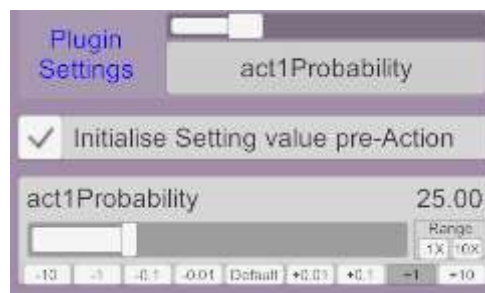 Plugin
Settings
act1Probability
Initialise Setting value pre-Action
act1Probability 25.00
Range
1X 10X
-10 -1 -0.1 -0.01 Default +0.01 +0.1 +1 +10